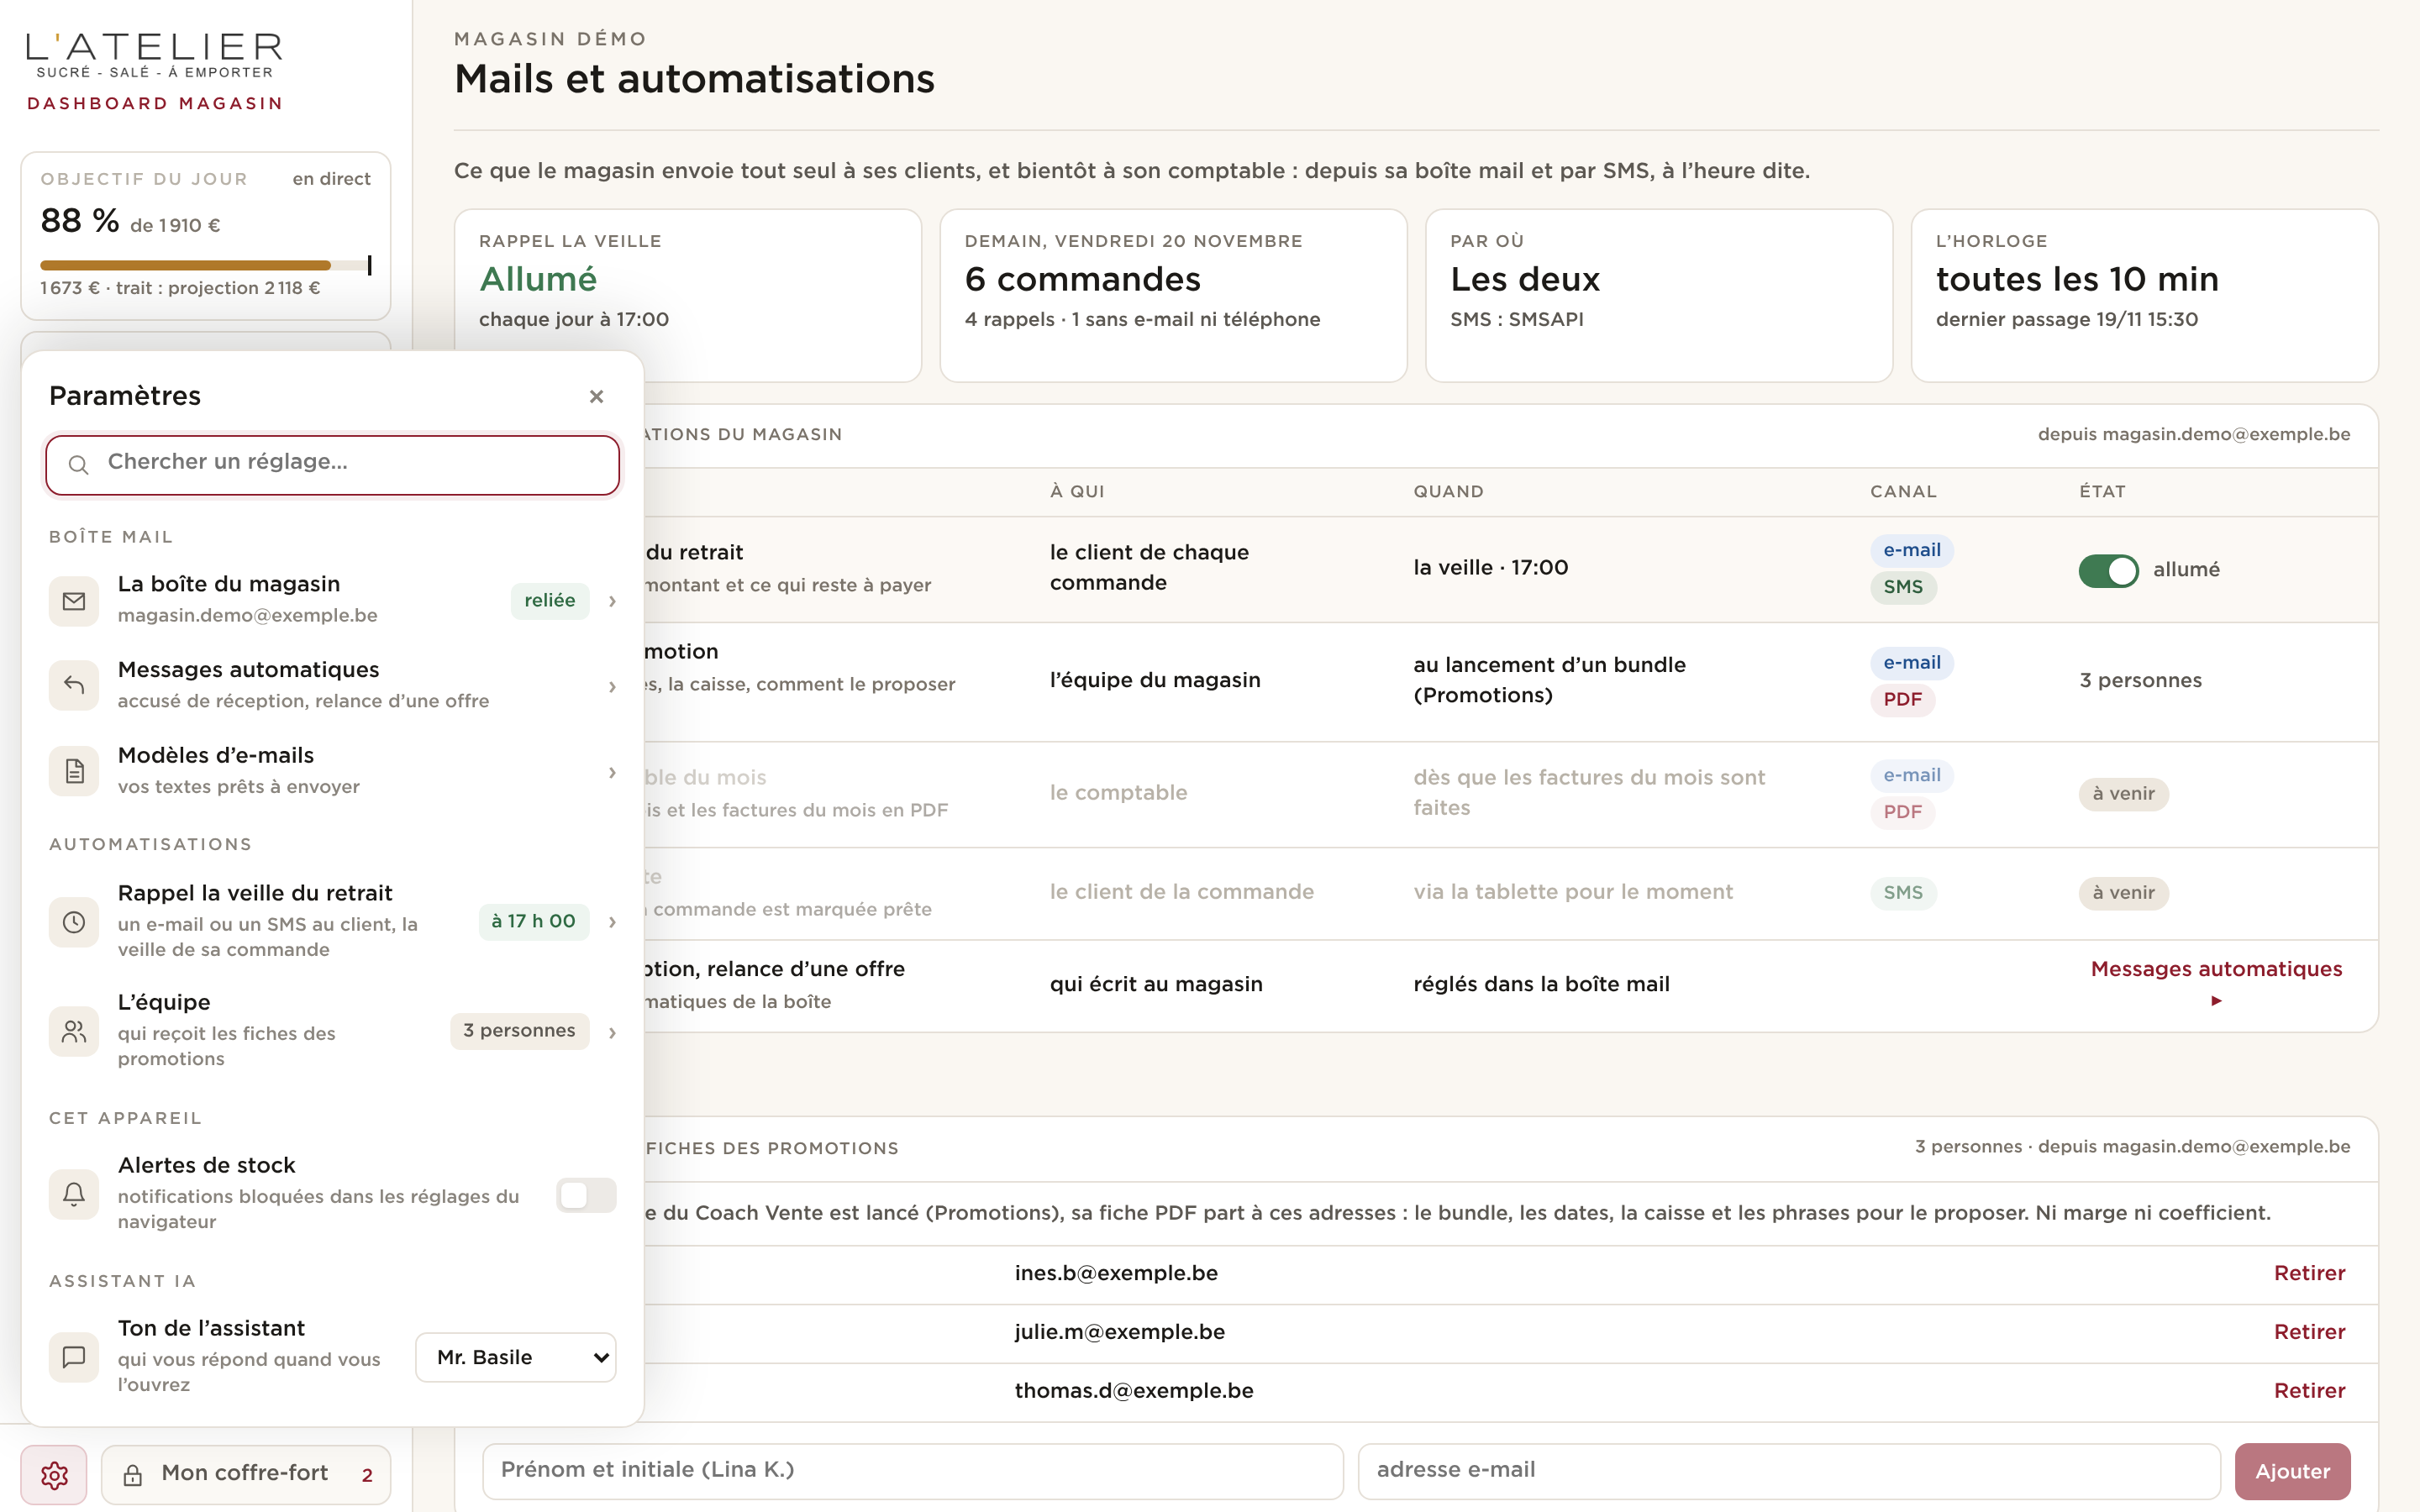 L'ATELIER
SUCRÉ - SALÉ - À EMPORTER
DASHBOARD MAGASIN
OBJECTIF DU JOUR en direct
88 % de 1 910 €
1 673 € · trait : projection 2 118 €
Paramètres ×
Chercher un réglage...
BOÎTE MAIL
La boîte du magasin
magasin.demo@exemple.be
reliée ›
Messages automatiques
accusé de réception, relance d’une offre
›
Modèles d’e-mails
vos textes prêts à envoyer
›
AUTOMATISATIONS
Rappel la veille du retrait
un e-mail ou un SMS au client, la
veille de sa commande
à 17 h 00 ›
L’équipe
qui reçoit les fiches des
promotions
3 personnes ›
CET APPAREIL
Alertes de stock
notifications bloquées dans les réglages du
navigateur
ASSISTANT IA
Ton de l’assistant
qui vous répond quand vous
l’ouvrez
Mr. Basile
Mon coffre-fort 2
MAGASIN DÉMO
Mails et automatisations
Ce que le magasin envoie tout seul à ses clients, et bientôt à son comptable : depuis sa boîte mail et par SMS, à l’heure dite.
RAPPEL LA VEILLE
Allumé
chaque jour à 17:00
DEMAIN, VENDREDI 20 NOVEMBRE
6 commandes
4 rappels · 1 sans e-mail ni téléphone
PAR OÙ
Les deux
SMS : SMSAPI
L’HORLOGE
toutes les 10 min
dernier passage 19/11 15:30
DU MAGASIN
depuis magasin.demo@exemple.be
À QUI QUAND CANAL ÉTAT
du retrait
montant et ce qui reste à payer
le client de chaque
commande
la veille · 17:00
e-mail
SMS
allumé
la caisse, comment le proposer
l’équipe du magasin
au lancement d’un bundle
(Promotions)
e-mail
PDF
3 personnes
du mois
et les factures du mois en PDF
le comptable
dès que les factures du mois sont
faites
e-mail
PDF
à venir
commande est marquée prête
le client de la commande
via la tablette pour le moment
SMS
à venir
relance d’une offre
de la boîte
qui écrit au magasin
réglés dans la boîte mail
Messages automatiques
▸
FICHES DES PROMOTIONS
3 personnes · depuis magasin.demo@exemple.be
du Coach Vente est lancé (Promotions), sa fiche PDF part à ces adresses : le bundle, les dates, la caisse et les phrases pour le proposer. Ni marge ni coefficient.
ines.b@exemple.be Retirer
julie.m@exemple.be Retirer
thomas.d@exemple.be Retirer
Prénom et initiale (Lina K.) adresse e-mail Ajouter